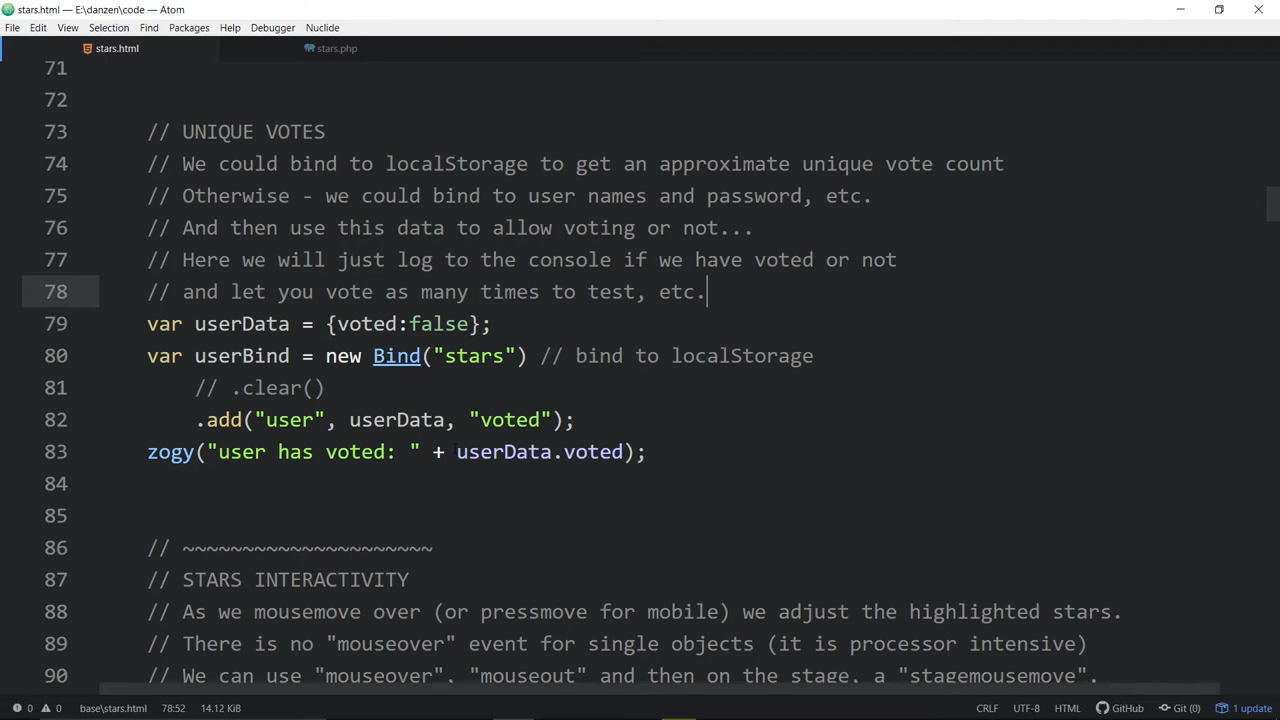 stars.html — E:\danzen\code — Atom
File Edit View Selection Find Packages Help Debugger Nuclide
stars.html stars.php
71
72
73 // UNIQUE VOTES
74 // We could bind to localStorage to get an approximate unique vote count
75 // Otherwise - we could bind to user names and password, etc.
76 // And then use this data to allow voting or not...
77 // Here we will just log to the console if we have voted or not
78 // and let you vote as many times to test, etc.
79 var userData = {voted:false};
80 var userBind = new Bind("stars") // bind to localStorage
81 // .clear()
82 .add("user", userData, "voted");
83 zogy("user has voted: " + userData.voted);
84
85
86 // ~~~~~~~~~~~~~~~~~~~~~
87 // STARS INTERACTIVITY
88 // As we mousemove over (or pressmove for mobile) we adjust the highlighted stars.
89 // There is no "mouseover" event for single objects (it is processor intensive)
90 // We can use "mouseover", "mouseout" and then on the stage, a "stagemousemove".
0 0 base\stars.html 78:52 14.12 KiB CRLF UTF-8 HTML GitHub Git (0) 1 update